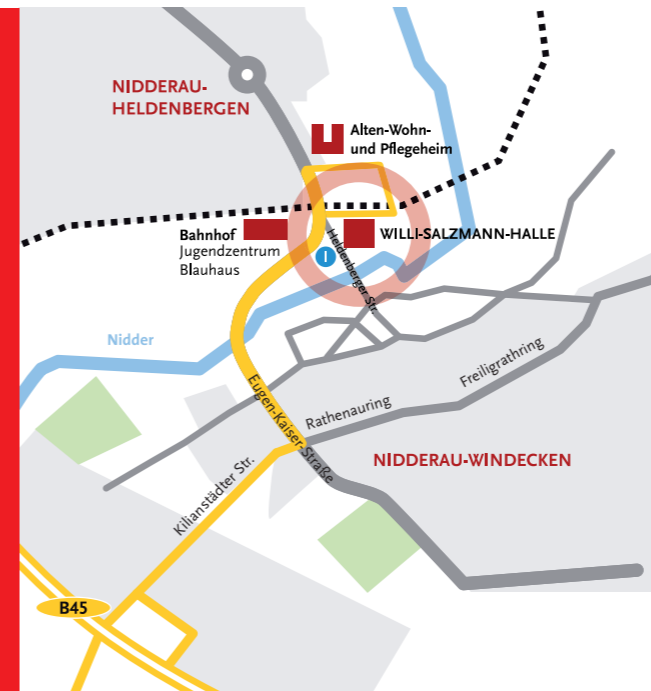 NIDDERAU-
HELDENBERGEN
Alten-Wohn-
und Pflegeheim
Bahnhof
Jugendzentrum
Blauhaus
WILLI-SALZMANN-HALLE
I
Heldenberger Str.
Nidder
Eugen-Kaiser-Straße
Rathenauring
Freiligrathring
NIDDERAU-WINDECKEN
Kilianstädter Str.
B45